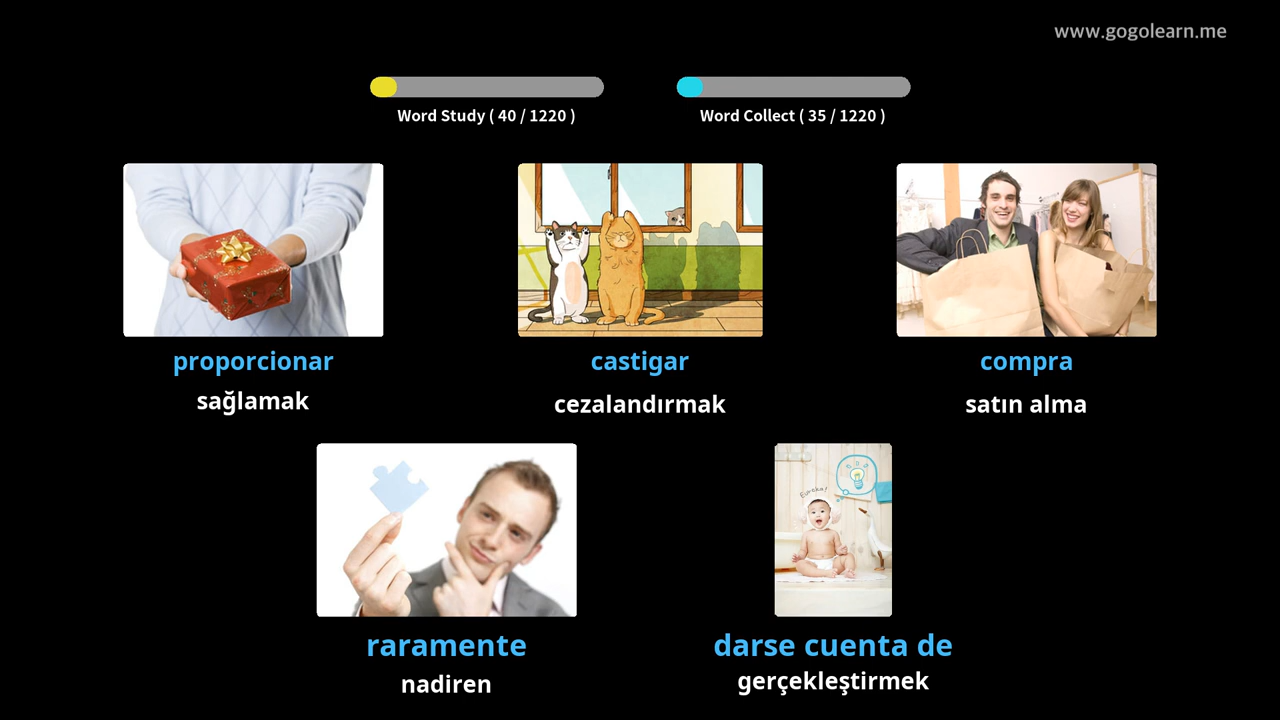 www.gogolearn.me
Word Study ( 40 / 1220 )
Word Collect ( 35 / 1220 )
proporcionar
sağlamak
castigar
cezalandırmak
compra
satın alma
Eureka!
raramente
nadiren
darse cuenta de
gerçekleştirmek